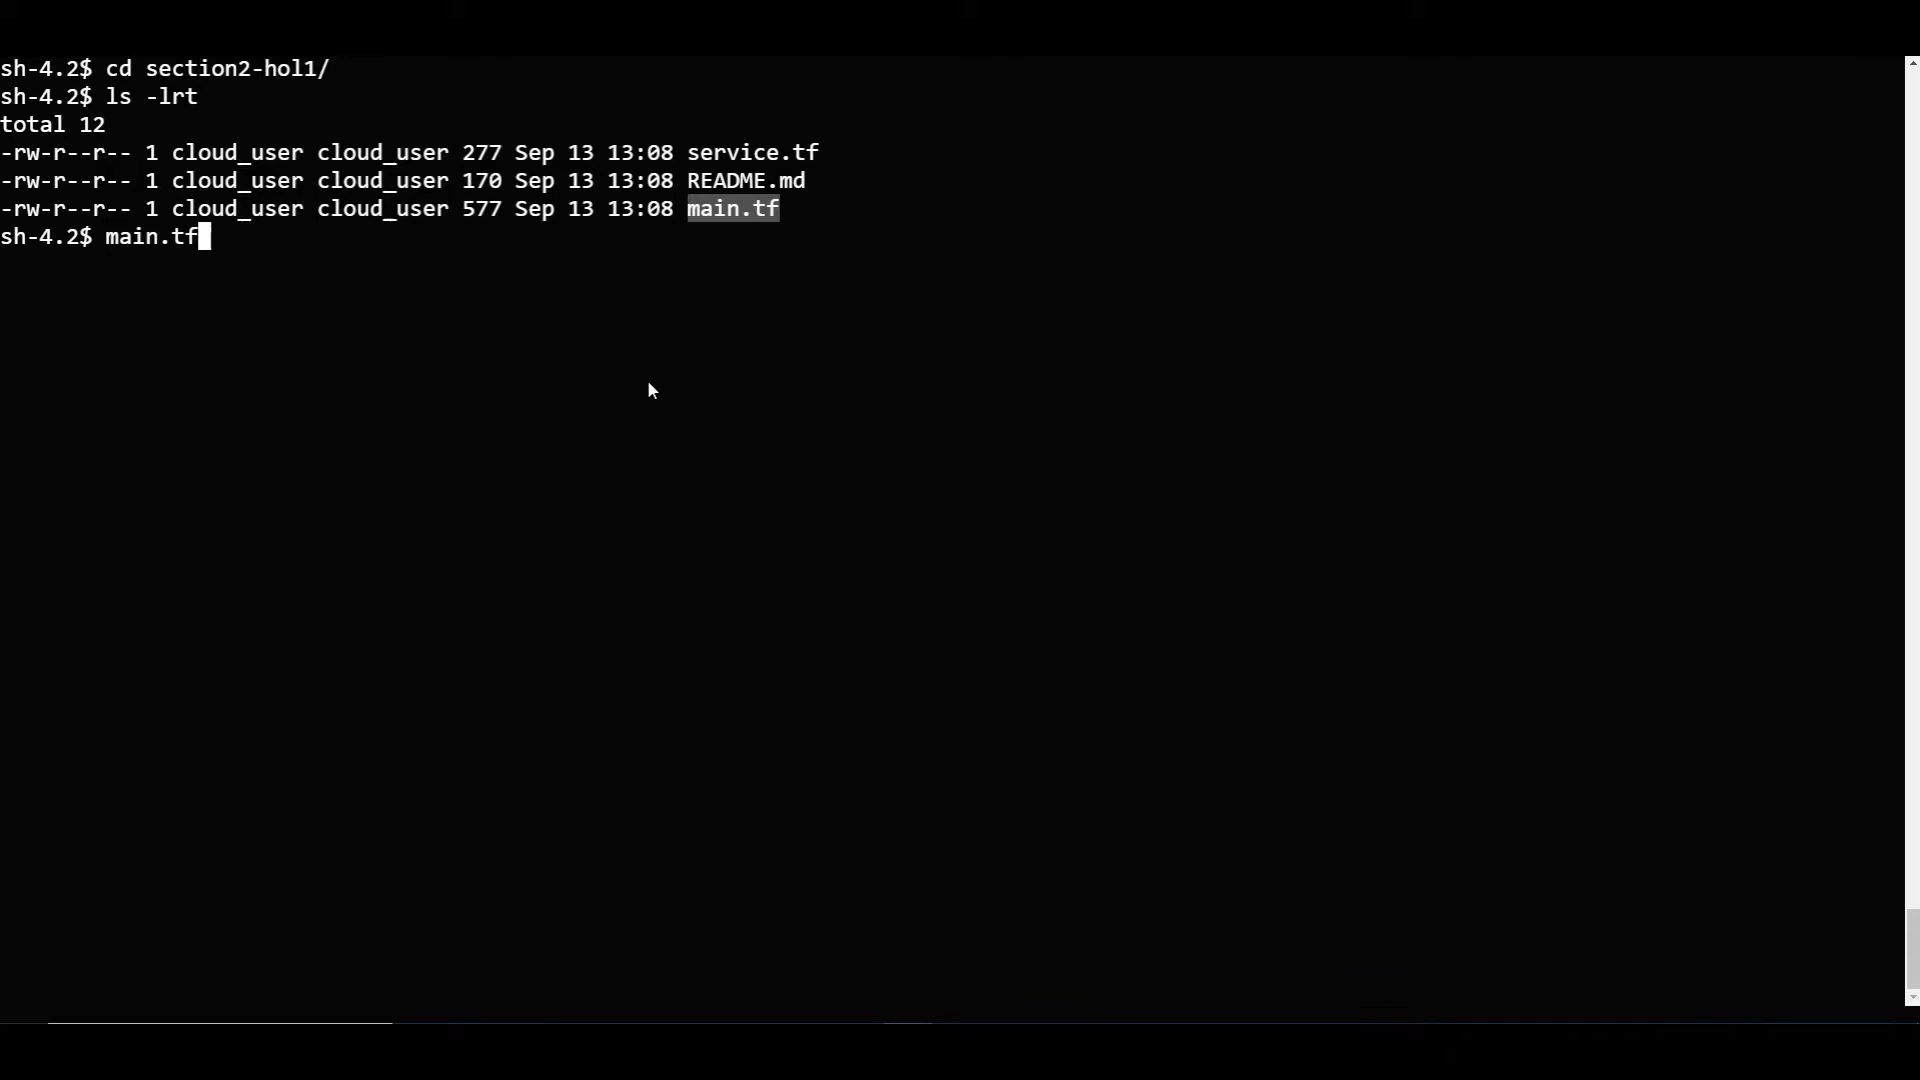 sh-4.2$ cd section2-hol1/
sh-4.2$ ls -lrt
total 12
-rw-r--r-- 1 cloud_user cloud_user 277 Sep 13 13:08 service.tf
-rw-r--r-- 1 cloud_user cloud_user 170 Sep 13 13:08 README.md
-rw-r--r-- 1 cloud_user cloud_user 577 Sep 13 13:08 main.tf
sh-4.2$ main.tf